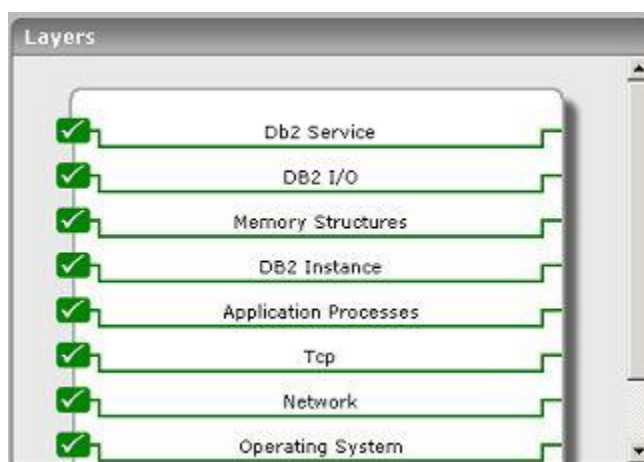 Layers
Db2 Service
DB2 I/O
Memory Structures
DB2 Instance
Application Processes
Tcp
Network
Operating System